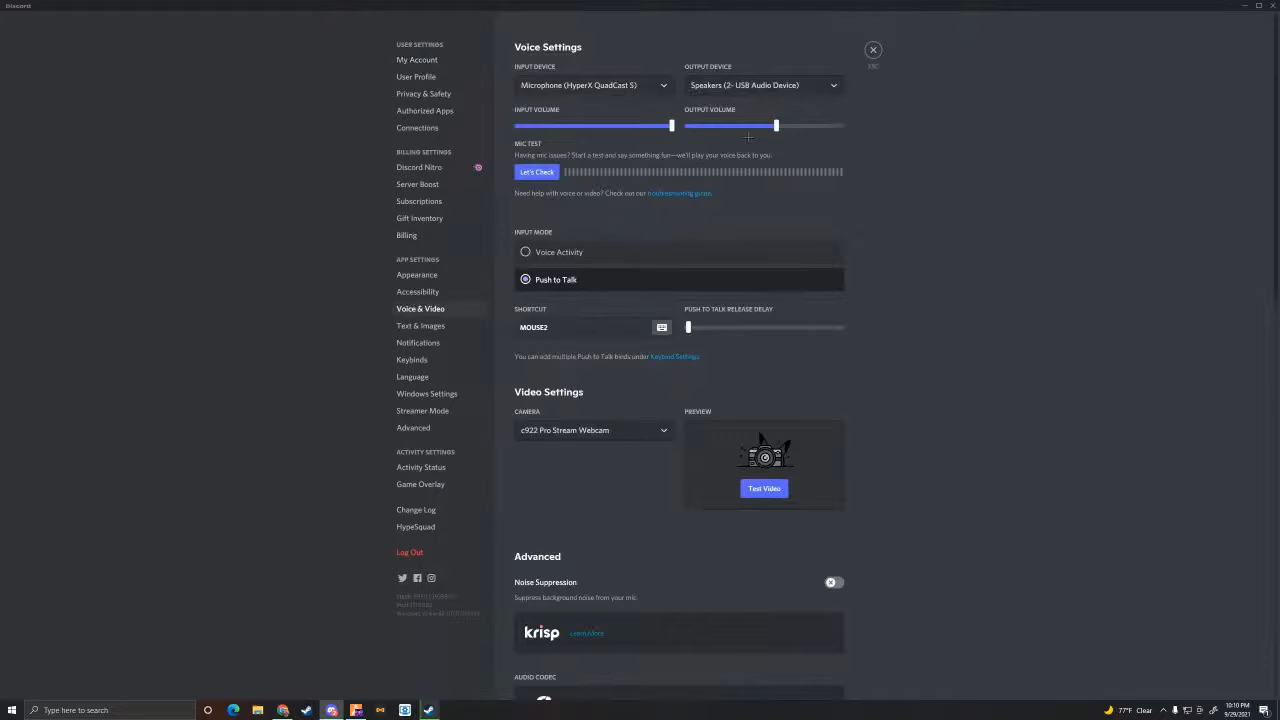 Discord
USER SETTINGS
My Account
User Profile
Privacy & Safety
Authorized Apps
Connections
BILLING SETTINGS
Discord Nitro
Server Boost
Subscriptions
Gift Inventory
Billing
APP SETTINGS
Appearance
Accessibility
Voice & Video
Text & Images
Notifications
Keybinds
Language
Windows Settings
Streamer Mode
Advanced
ACTIVITY SETTINGS
Activity Status
Game Overlay
Change Log
HypeSquad
Log Out
Voice Settings
ESC
INPUT DEVICE
OUTPUT DEVICE
Microphone (HyperX QuadCast S)
Speakers (2- USB Audio Device)
INPUT VOLUME
OUTPUT VOLUME
MIC TEST
Having mic issues? Start a test and say something fun—we'll play your voice back to you.
Let's Check
Need help with voice or video? Check out our troubleshooting guide.
INPUT MODE
Voice Activity
Push to Talk
SHORTCUT
PUSH TO TALK RELEASE DELAY
MOUSE2
You can add multiple Push to Talk binds under Keybind Settings.
Video Settings
CAMERA
PREVIEW
c922 Pro Stream Webcam
Test Video
Advanced
Noise Suppression
Suppress background noise from your mic.
krisp Learn More
AUDIO CODEC
Type here to search
77°F Clear
10:10 PM
9/29/2021